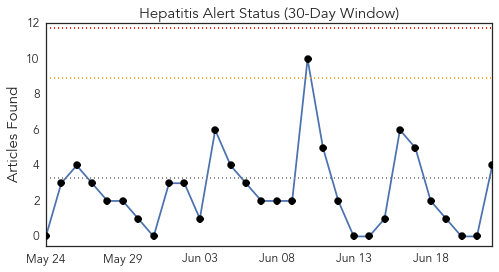 Hepatitis Alert Status (30-Day Window)
Articles Found
12
10
8
6
4
2
0
May 24 May 29 Jun 03 Jun 08 Jun 13 Jun 18